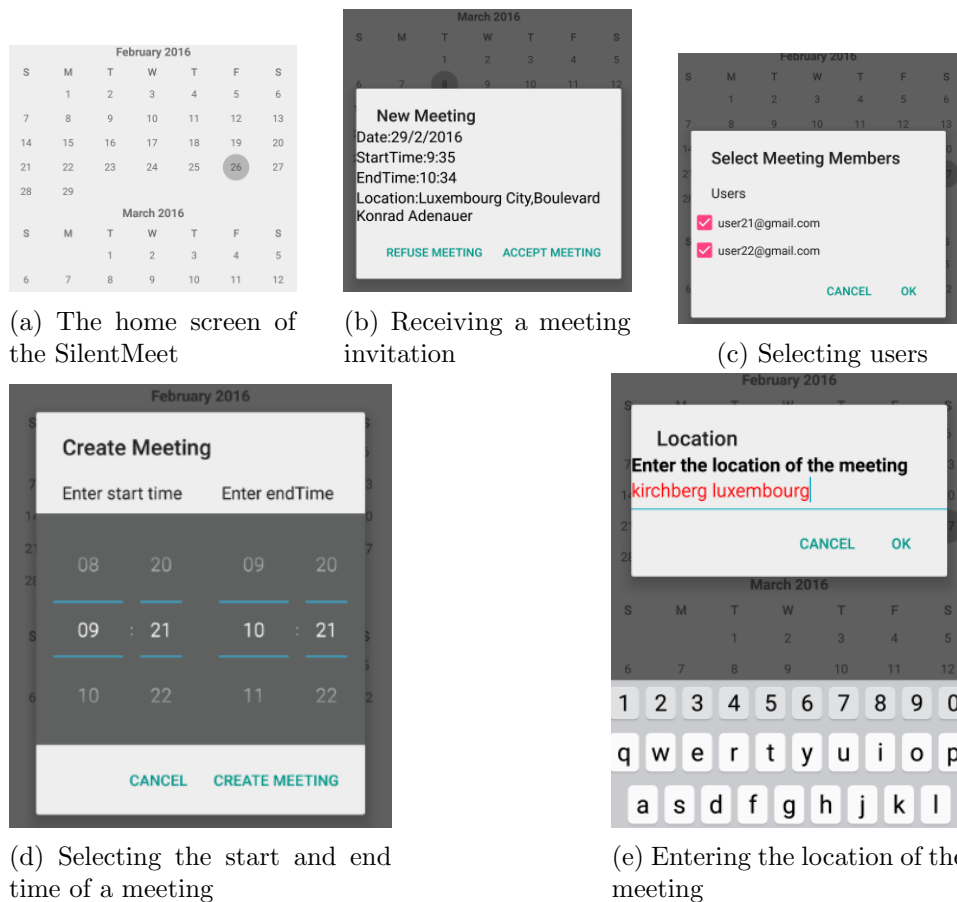 February 2016
S M T W T F S
1 2 3 4 5 6
7 8 9 10 11 12 13
14 15 16 17 18 19 20
21 22 23 24 25 26 27
28 29
March 2016
S M T W T F S
1 2 3 4 5
6 7 8 9 10 11 12
(a) The home screen of
the SilentMeet
March 2016
S M T W T F S
1 2 3 4 5
6 7 8 9 10 11 12
New Meeting
Date:29/2/2016
StartTime:9:35
EndTime:10:34
Location:Luxembourg City,Boulevard
Konrad Adenauer
REFUSE MEETING ACCEPT MEETING
(b) Receiving a meeting
invitation
February 2016
S M T W T F S
1 2 3 4 5 6
7 8 9 10 11 12 13
Select Meeting Members
Users
user21@gmail.com
user22@gmail.com
CANCEL OK
(c) Selecting users
February 2016
Create Meeting
Enter start time Enter endTime
08 20 09 20
09 : 21 10 : 21
10 22 11 22
CANCEL CREATE MEETING
(d) Selecting the start and end
time of a meeting
February 2016
Location
Enter the location of the meeting
kirchberg luxembourg
CANCEL OK
March 2016
S M T W T F S
1 2 3 4 5
6 7 8 9 10 11 12
1 2 3 4 5 6 7 8 9 0
q w e r t y u i o p
a s d f g h j k l
(e) Entering the location of the
meeting